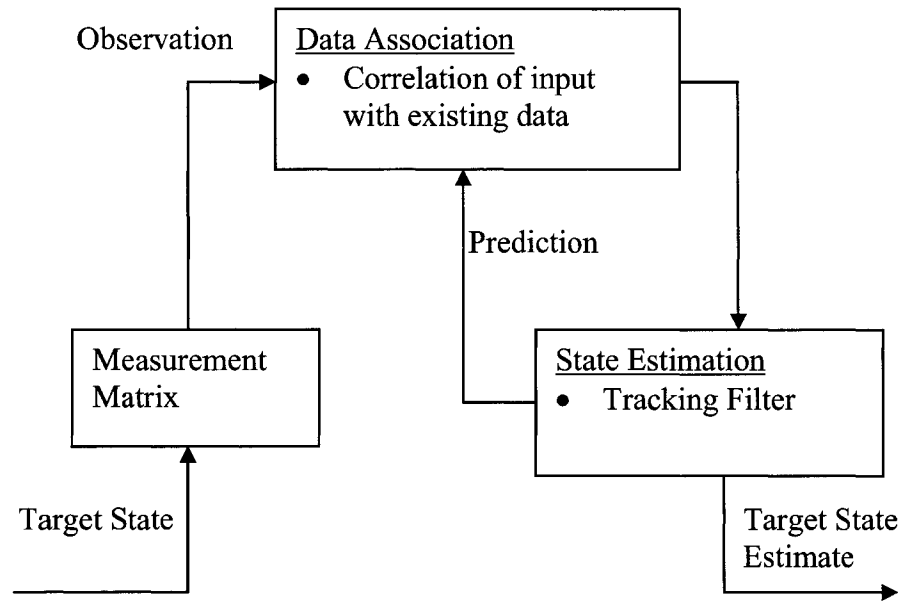 Observation
Data Association
• Correlation of input
with existing data
Prediction
Measurement
Matrix
State Estimation
• Tracking Filter
Target State
Target State
Estimate